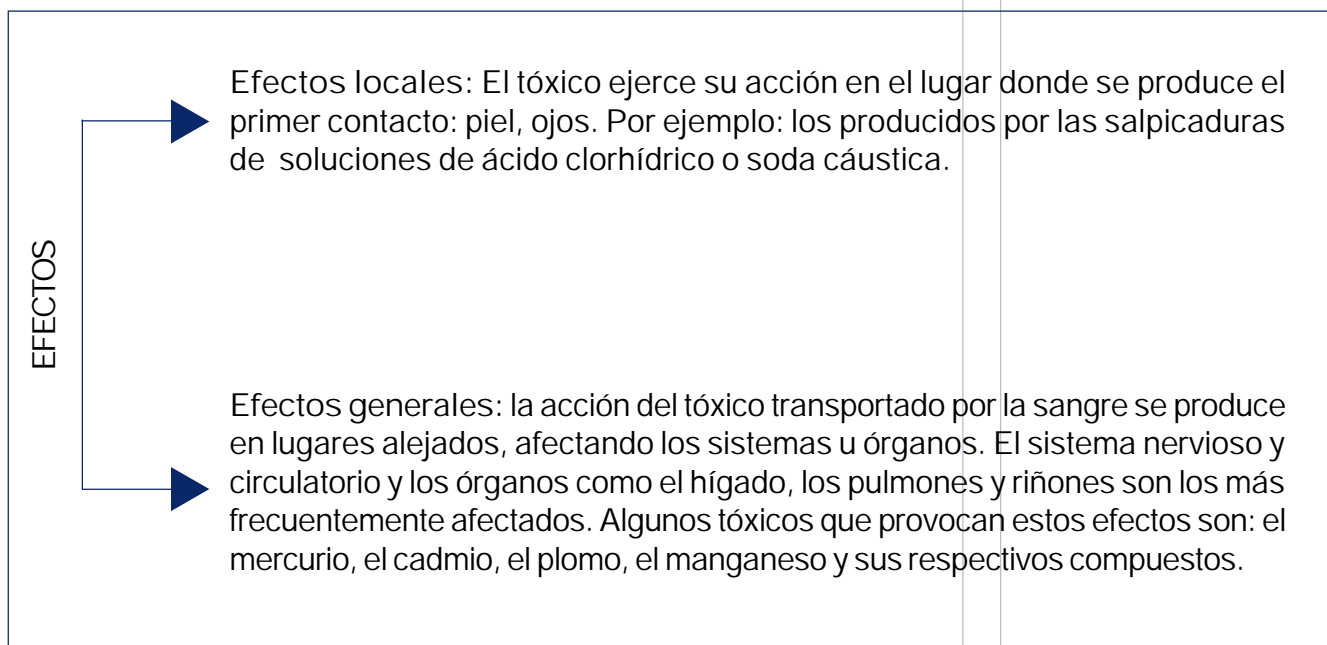 Efectos locales: El tóxico ejerce su acción en el lugar donde se produce el
primer contacto: piel, ojos. Por ejemplo: los producidos por las salpicaduras
de soluciones de ácido clorhídrico o soda cáustica.
EFECTOS
Efectos generales: la acción del tóxico transportado por la sangre se produce
en lugares alejados, afectando los sistemas u órganos. El sistema nervioso y
circulatorio y los órganos como el hígado, los pulmones y riñones son los más
frecuentemente afectados. Algunos tóxicos que provocan estos efectos son: el
mercurio, el cadmio, el plomo, el manganeso y sus respectivos compuestos.